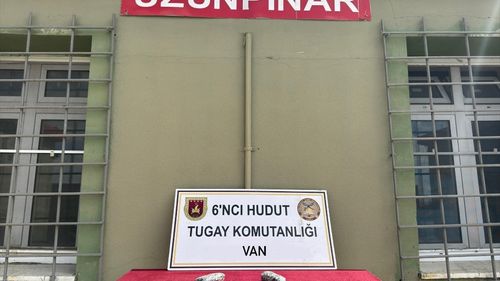 UZUNPINAR
6'NCI HUDUT
TUGAY KOMUTANLIĞI
VAN